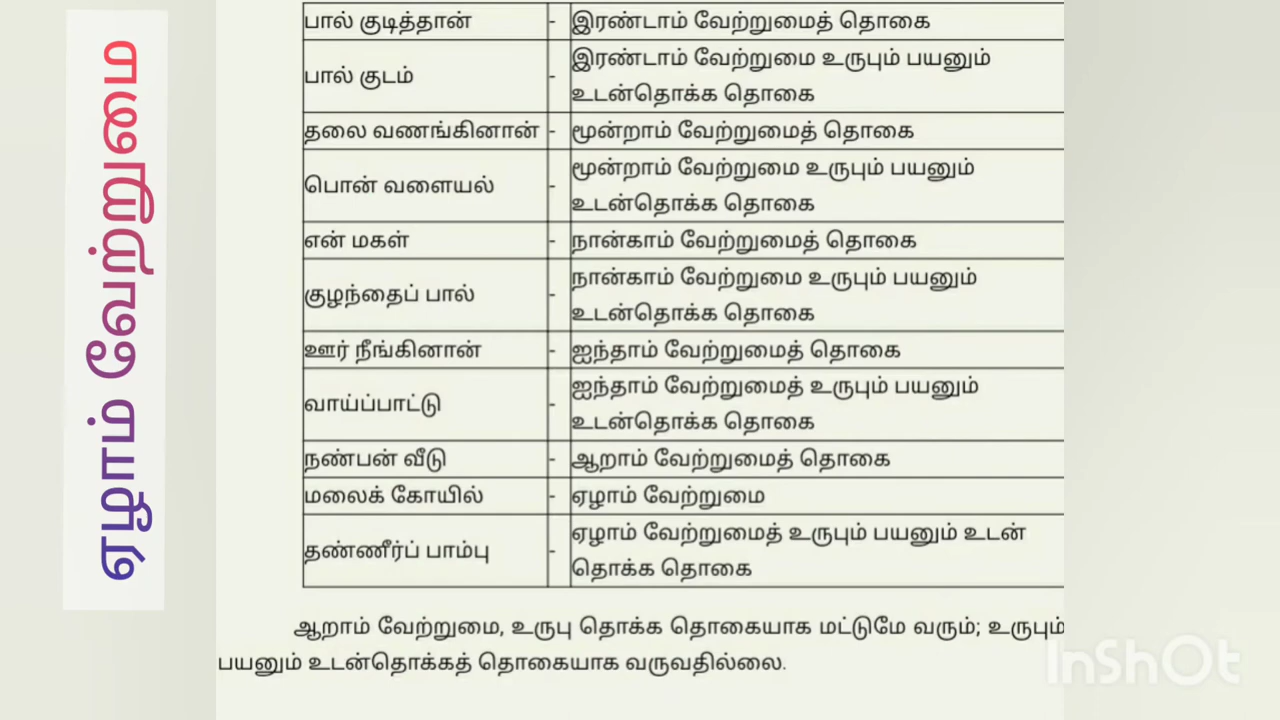 ஏழாம் வேற்றுமை
பால் குடித்தான் - இரண்டாம் வேற்றுமைத் தொகை
பால் குடம் - இரண்டாம் வேற்றுமை உருபும் பயனும்
உடன்தொக்க தொகை
தலை வணங்கினான் - மூன்றாம் வேற்றுமைத் தொகை
பொன் வளையல் - மூன்றாம் வேற்றுமை உருபும் பயனும்
உடன்தொக்க தொகை
என் மகள் - நான்காம் வேற்றுமைத் தொகை
குழந்தைப் பால் - நான்காம் வேற்றுமை உருபும் பயனும்
உடன்தொக்க தொகை
ஊர் நீங்கினான் - ஐந்தாம் வேற்றுமைத் தொகை
வாய்ப்பாட்டு - ஐந்தாம் வேற்றுமைத் உருபும் பயனும்
உடன்தொக்க தொகை
நண்பன் வீடு - ஆறாம் வேற்றுமைத் தொகை
மலைக் கோயில் - ஏழாம் வேற்றுமை
தண்ணீர்ப் பாம்பு - ஏழாம் வேற்றுமைத் உருபும் பயனும் உடன்
தொக்க தொகை
ஆறாம் வேற்றுமை, உருபு தொக்க தொகையாக மட்டுமே வரும்; உருபும்
பயனும் உடன்தொக்கத் தொகையாக வருவதில்லை.
InShOt